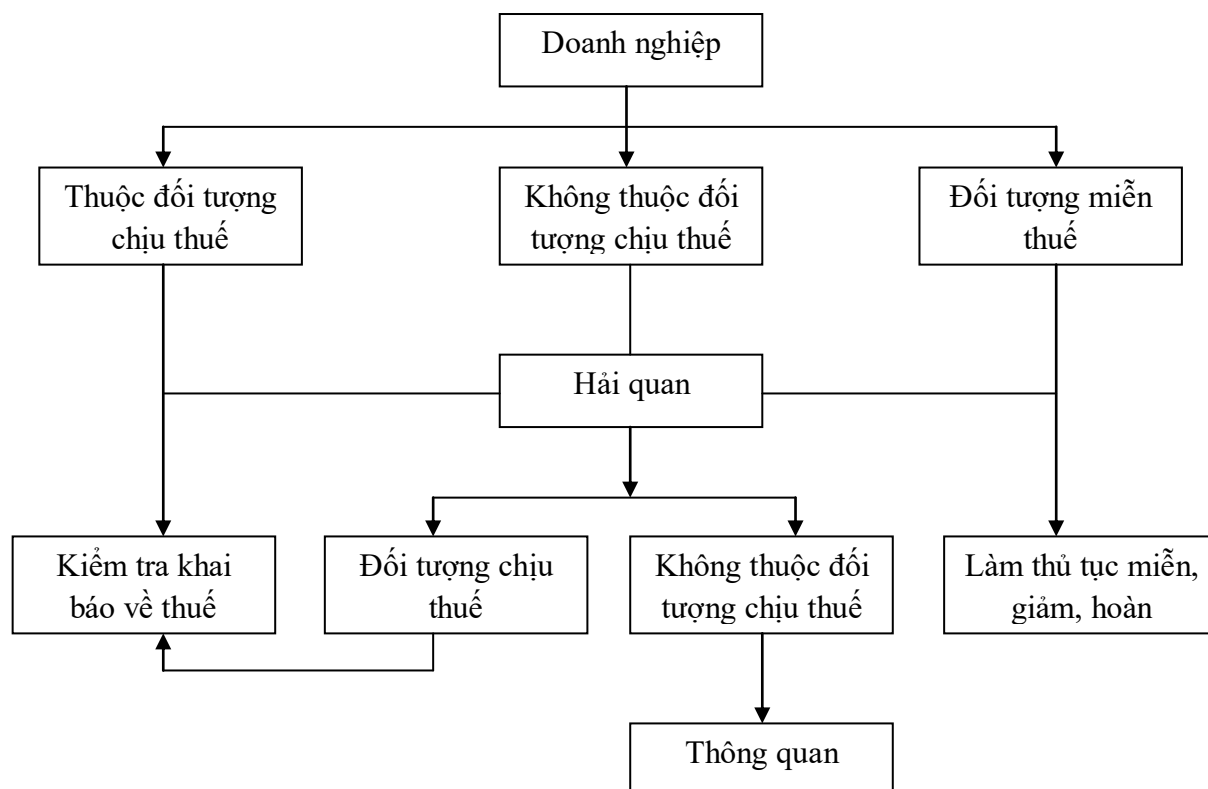 Doanh nghiệp
Thuộc đối tượng
chịu thuế
Không thuộc đối
tượng chịu thuế
Đối tượng miễn
thuế
Hải quan
Kiểm tra khai
báo về thuế
Đối tượng chịu
thuế
Không thuộc đối
tượng chịu thuế
Làm thủ tục miễn,
giảm, hoàn
Thông quan